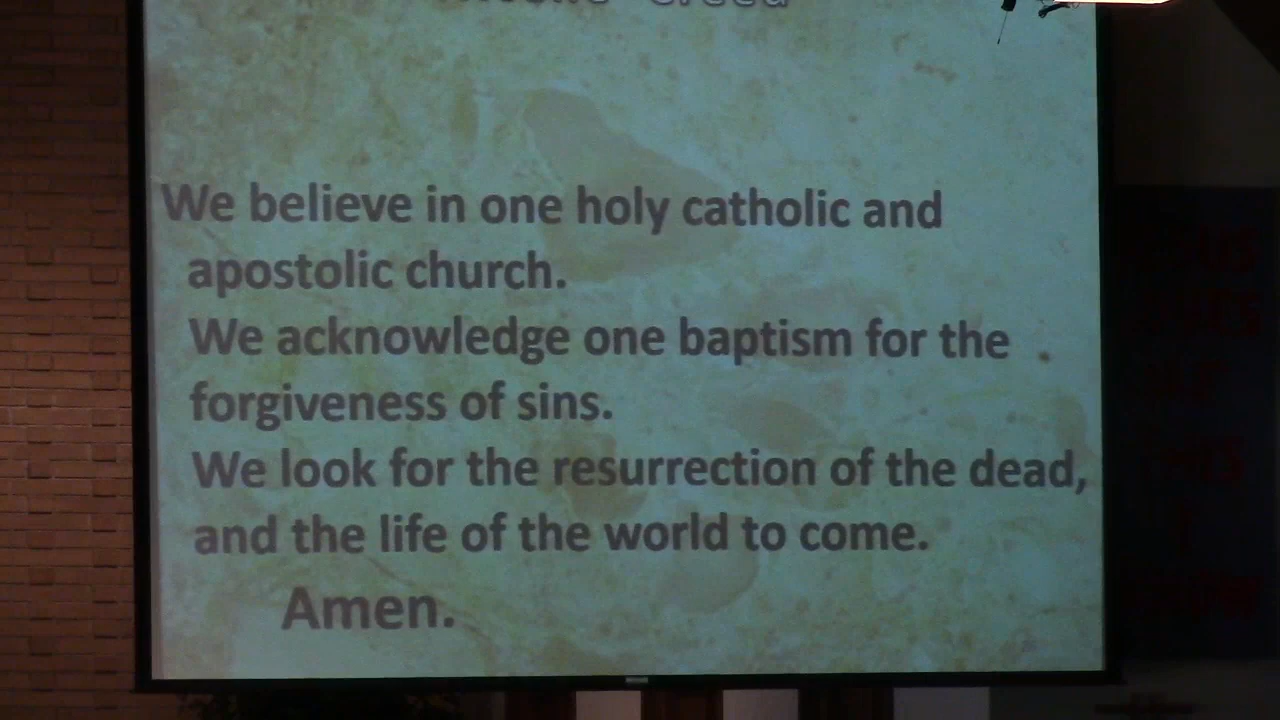 Creed
We believe in one holy catholic and
apostolic church.
We acknowledge one baptism for the
forgiveness of sins.
We look for the resurrection of the dead,
and the life of the world to come.
Amen.